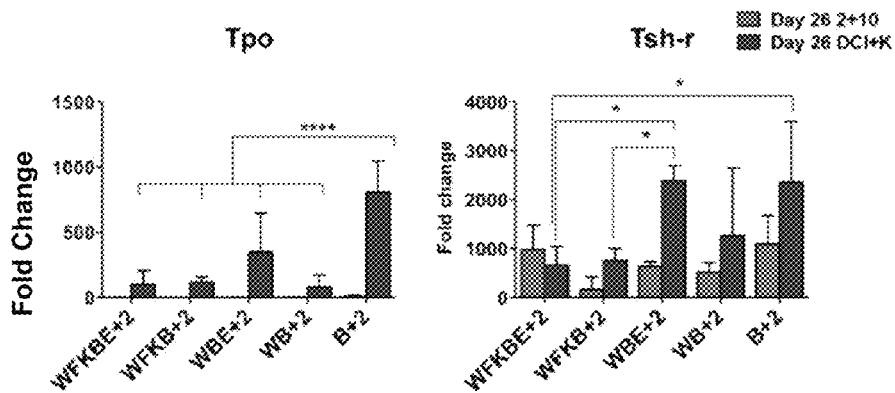 Tpo
Fold Change
1500
1000
500
0
****
WFKBE+2
WFKB+2
WBE+2
WB+2
B+2
Tsh-r
Day 26 2+10
Day 26 DCI+K
Fold change
4000
3000
2000
1000
0
*
*
*
WFKBE+2
WFKB+2
WBE+2
WB+2
B+2